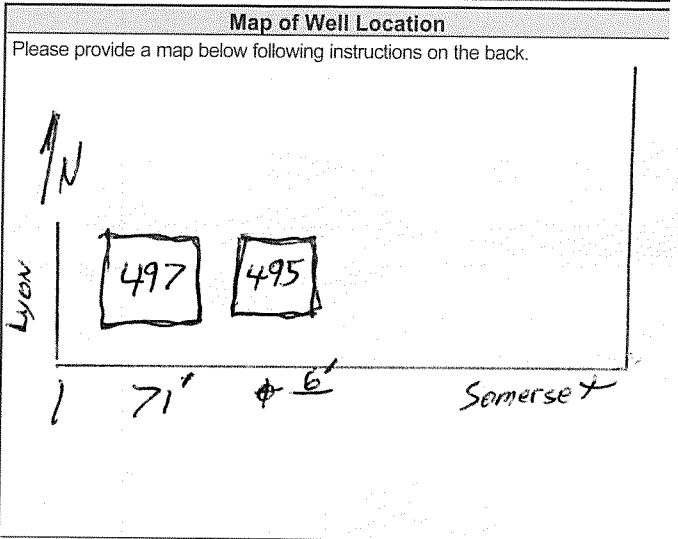 Map of Well Location
Please provide a map below following instructions on the back.
N
Lyon
497
495
71'
6'
Somerset